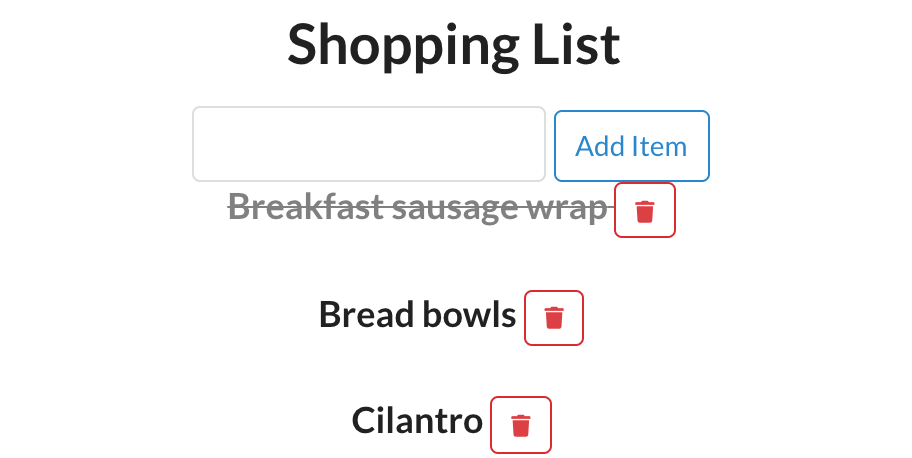 Shopping List
Add Item
Breakfast sausage wrap
Bread bowls
Cilantro